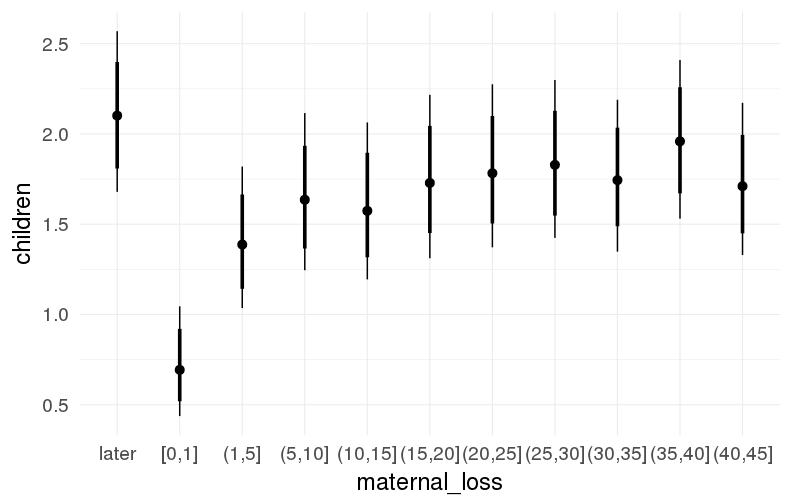 children
2.5
2.0
1.5
1.0
0.5
later [0,1] (1,5] (5,10] (10,15] (15,20] (20,25] (25,30] (30,35] (35,40] (40,45]
maternal_loss